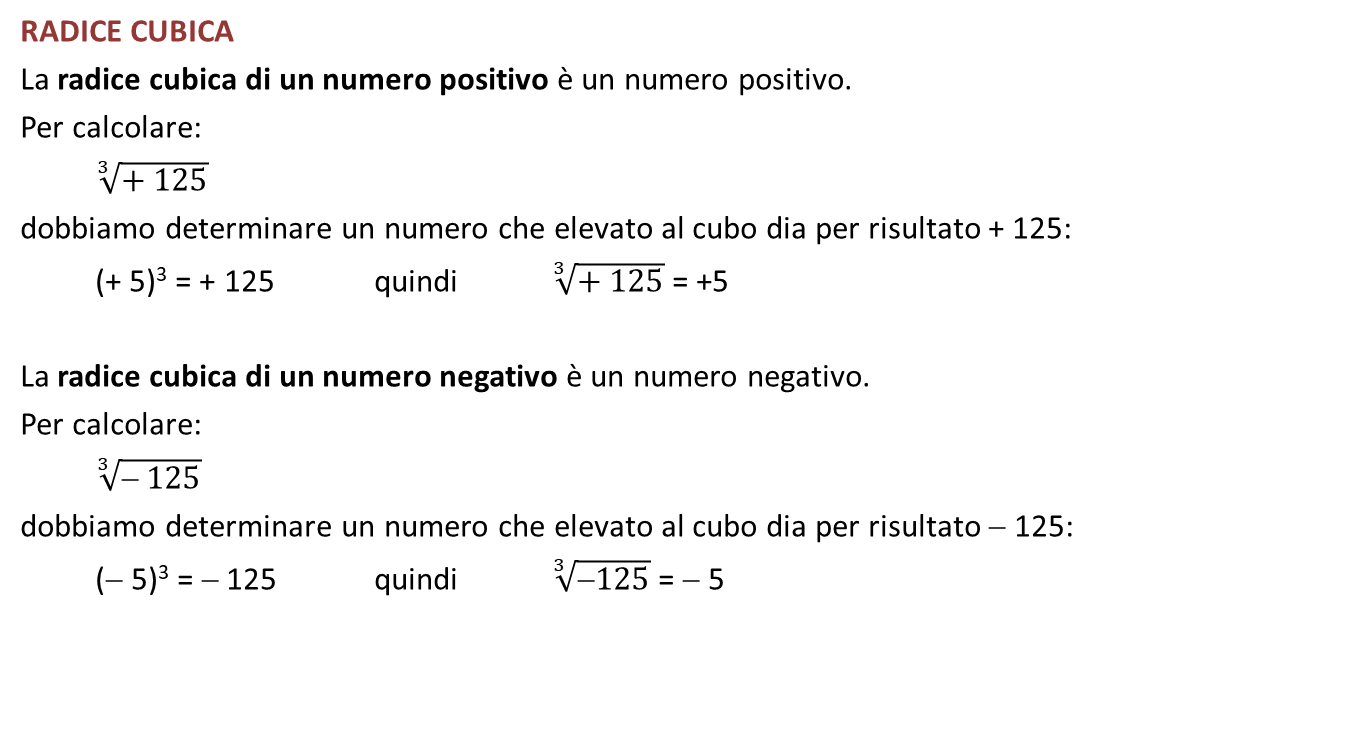 RADICE CUBICA
La radice cubica di un numero positivo è un numero positivo.
Per calcolare:
∛+ 125
dobbiamo determinare un numero che elevato al cubo dia per risultato + 125:
(+ 5)³ = + 125 quindi ∛+ 125 = +5
La radice cubica di un numero negativo è un numero negativo.
Per calcolare:
∛– 125
dobbiamo determinare un numero che elevato al cubo dia per risultato – 125:
(– 5)³ = – 125 quindi ∛–125 = – 5